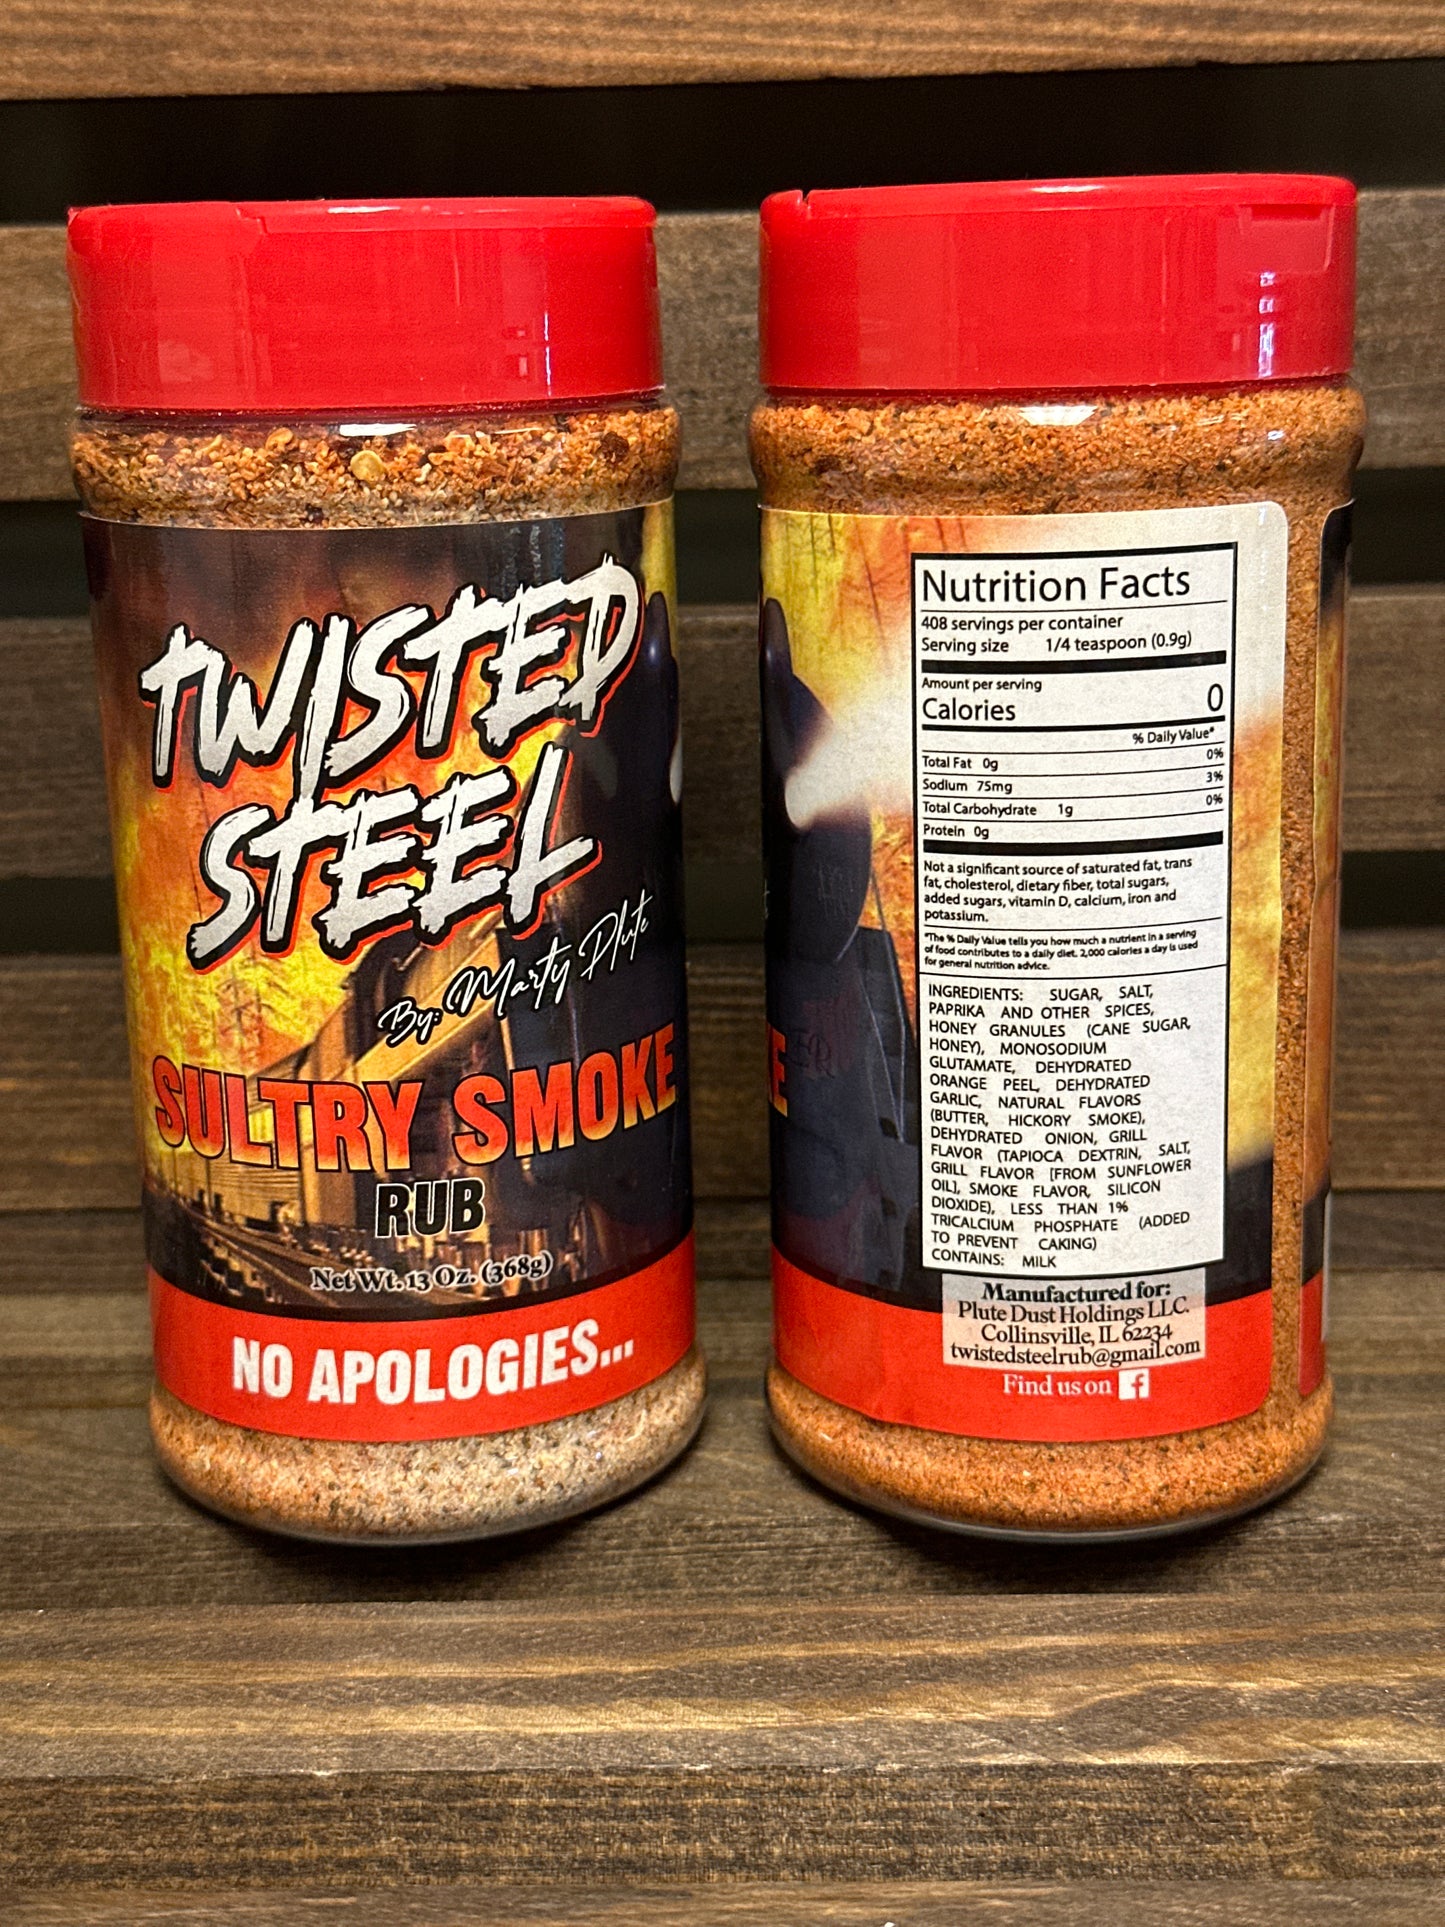 TWISTED
STEEL
By: Marty Plute
SULTRY SMOKE
RUB
Net Wt. 13 Oz. (368g)
NO APOLOGIES...
Nutrition Facts
408 servings per container
Serving size 1/4 teaspoon (0.9g)
Amount per serving
Calories 0
% Daily Value*
Total Fat 0g 0%
Sodium 75mg 3%
Total Carbohydrate 1g 0%
Protein 0g
Not a significant source of saturated fat, trans
fat, cholesterol, dietary fiber, total sugars,
added sugars, vitamin D, calcium, iron and
potassium.
*The % Daily Value tells you how much a nutrient in a serving
of food contributes to a daily diet. 2,000 calories a day is used
for general nutrition advice.
INGREDIENTS: SUGAR, SALT,
PAPRIKA AND OTHER SPICES,
HONEY GRANULES (CANE SUGAR,
HONEY), MONOSODIUM
GLUTAMATE, DEHYDRATED
ORANGE PEEL, DEHYDRATED
GARLIC, NATURAL FLAVORS
(BUTTER, HICKORY SMOKE),
DEHYDRATED ONION, GRILL
FLAVOR (TAPIOCA DEXTRIN, SALT,
GRILL FLAVOR [FROM SUNFLOWER
OIL], SMOKE FLAVOR, SILICON
DIOXIDE), LESS THAN 1%
TRICALCIUM PHOSPHATE (ADDED
TO PREVENT CAKING)
CONTAINS: MILK
Manufactured for:
Plute Dust Holdings LLC.
Collinsville, IL 62234
twistedsteelrub@gmail.com
Find us on f